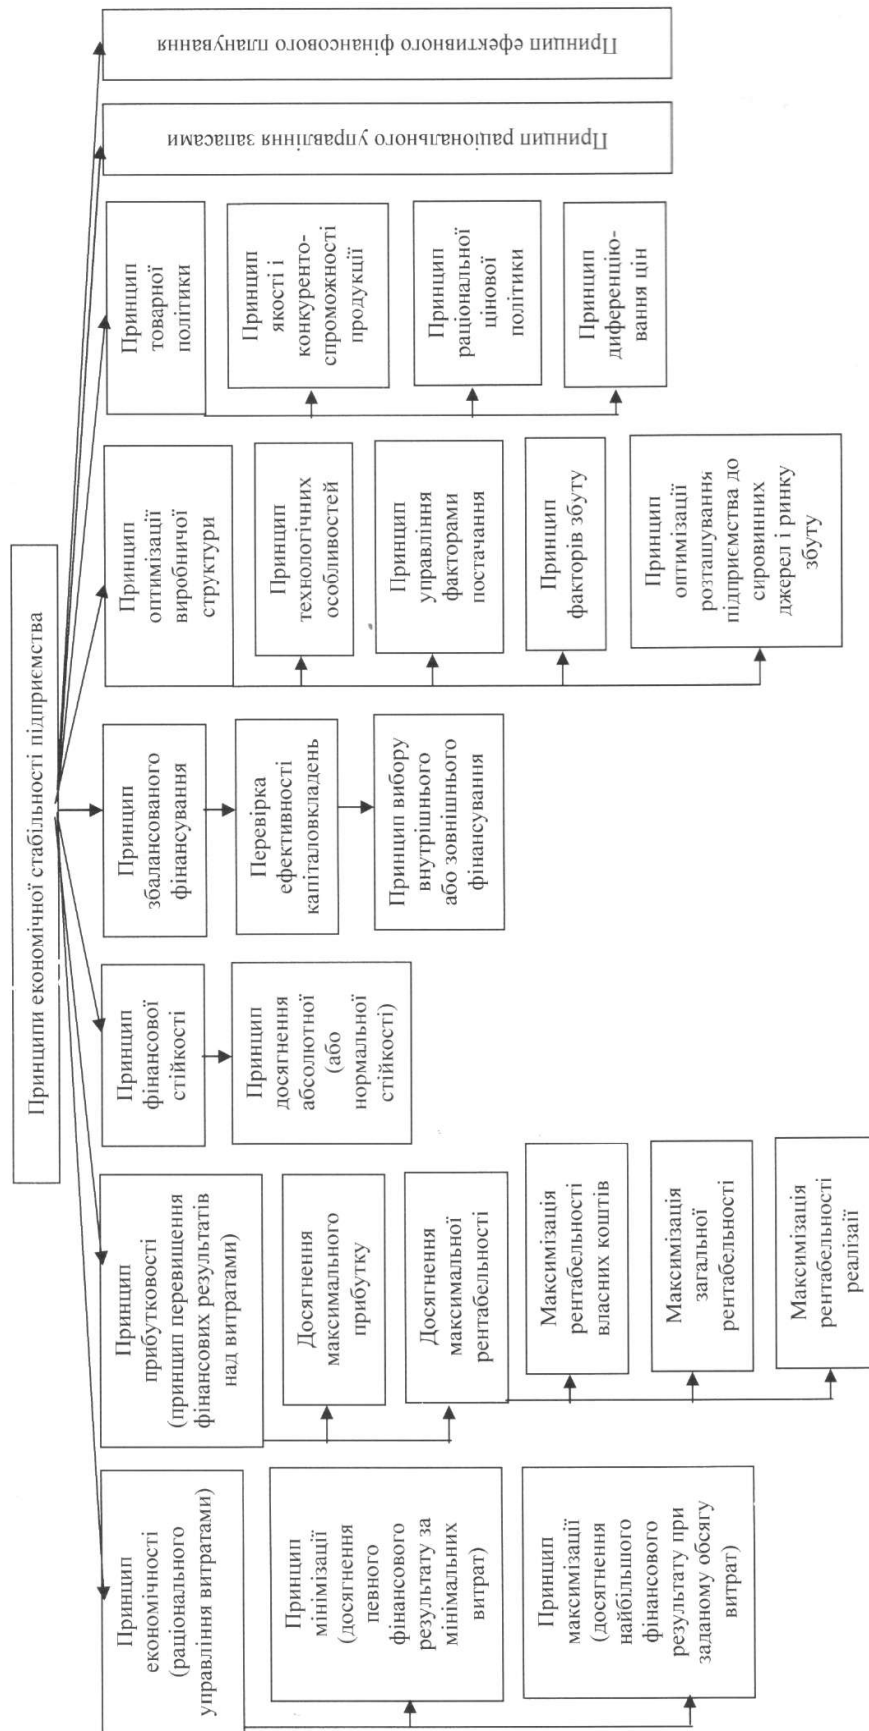 Принципи економічної стабільності підприємства
Принцип
економічності
(раціонального
управління витратами)
Принцип
мінімізації
(досягнення
певного
фінансового
результату за
мінімальних
витрат)
Принцип
максимізації
(досягнення
найбільшого
фінансового
результату при
заданому обсягу
витрат)
Принцип
прибутковості
(принцип перевищення
фінансових результатів
над витратами)
Досягнення
максимального
прибутку
Досягнення
максимальної
рентабельності
Максимізація
рентабельності
власних коштів
Максимізація
загальної
рентабельності
Максимізація
рентабельності
реалізаїї
Принцип
фінансової
стійкості
Принцип
досягнення
абсолютної
(або
нормальної
стійкості)
Принцип
збалансованого
фінансування
Перевірка
ефективності
капіталовкладень
Принцип вибору
внутрішнього
або зовнішнього
фінансування
Принцип
оптимізації
виробничої
структури
Принцип
технологічних
особливостей
Принцип
управління
факторами
постачання
Принцип
факторів збуту
Принцип
оптимізації
розташування
підприємства до
сировинних
джерел і ринку
збуту
Принцип
товарної
політики
Принцип
якості і
конкуренто-
спроможності
продукції
Принцип
раціональної
цінової
політики
Принцип
диференцію-
вання цін
Принцип раціонального управління запасами
Принцип ефективного фінансового планування